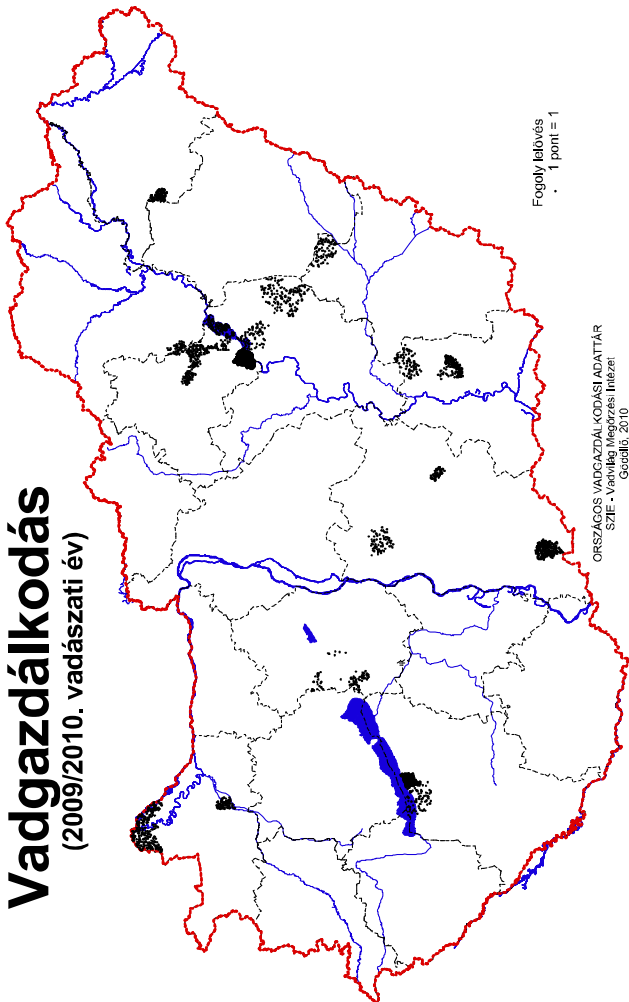 Vadgazdálkodás
(2009/2010. vadászati év)
Fogoly lelövés
1 pont = 1
ORSZÁGOS VADGAZDÁLKODÁSI ADATTÁR
SZIE - Vadvilág Megőrzési Intézet
Gödöllő, 2010